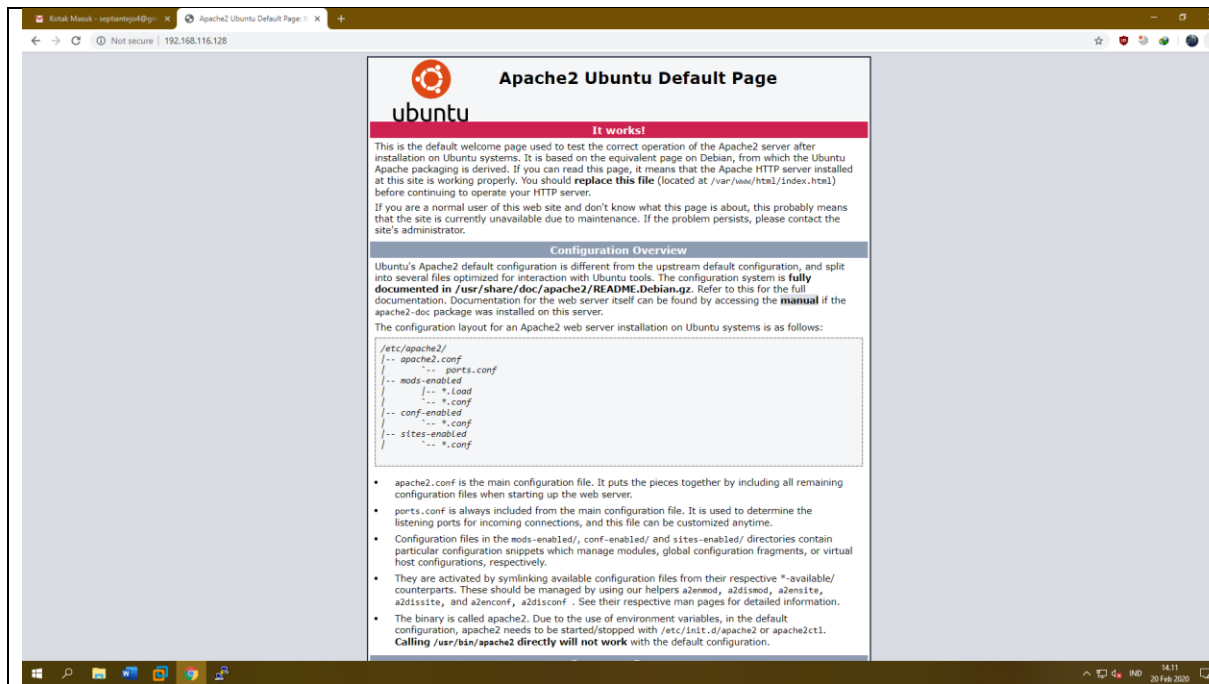 Kotak Masuk - septiantejo4@gm
Apache2 Ubuntu Default Page: It
Not secure | 192.168.116.128
ubuntu
Apache2 Ubuntu Default Page
It works!
This is the default welcome page used to test the correct operation of the Apache2 server after
installation on Ubuntu systems. It is based on the equivalent page on Debian, from which the Ubuntu
Apache packaging is derived. If you can read this page, it means that the Apache HTTP server installed
at this site is working properly. You should replace this file (located at /var/www/html/index.html)
before continuing to operate your HTTP server.
If you are a normal user of this web site and don't know what this page is about, this probably means
that the site is currently unavailable due to maintenance. If the problem persists, please contact the
site's administrator.
Configuration Overview
Ubuntu's Apache2 default configuration is different from the upstream default configuration, and split
into several files optimized for interaction with Ubuntu tools. The configuration system is fully
documented in /usr/share/doc/apache2/README.Debian.gz. Refer to this for the full
documentation. Documentation for the web server itself can be found by accessing the manual if the
apache2-doc package was installed on this server.
The configuration layout for an Apache2 web server installation on Ubuntu systems is as follows:
/etc/apache2/
|-- apache2.conf
|       `--  ports.conf
|-- mods-enabled
|       |-- *.load
|       `-- *.conf
|-- conf-enabled
|       `-- *.conf
|-- sites-enabled
|       `-- *.conf
• apache2.conf is the main configuration file. It puts the pieces together by including all remaining
configuration files when starting up the web server.
• ports.conf is always included from the main configuration file. It is used to determine the
listening ports for incoming connections, and this file can be customized anytime.
• Configuration files in the mods-enabled/, conf-enabled/ and sites-enabled/ directories contain
particular configuration snippets which manage modules, global configuration fragments, or virtual
host configurations, respectively.
• They are activated by symlinking available configuration files from their respective *-available/
counterparts. These should be managed by using our helpers a2enmod, a2dismod, a2ensite,
a2dissite, and a2enconf, a2disconf . See their respective man pages for detailed information.
• The binary is called apache2. Due to the use of environment variables, in the default
configuration, apache2 needs to be started/stopped with /etc/init.d/apache2 or apache2ctl.
Calling /usr/bin/apache2 directly will not work with the default configuration.
IND
14.11
20 Feb 2020